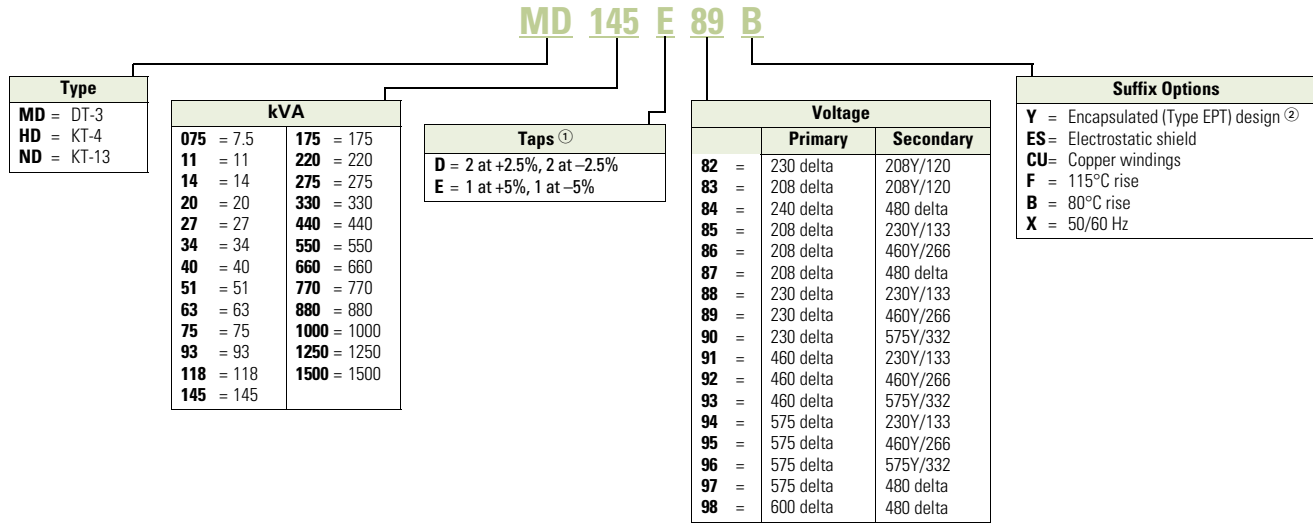 MD 145 E 89 B
Type
MD = DT-3
HD = KT-4
ND = KT-13
kVA
075 = 7.5
11 = 11
14 = 14
20 = 20
27 = 27
34 = 34
40 = 40
51 = 51
63 = 63
75 = 75
93 = 93
118 = 118
145 = 145
175 = 175
220 = 220
275 = 275
330 = 330
440 = 440
550 = 550
660 = 660
770 = 770
880 = 880
1000 = 1000
1250 = 1250
1500 = 1500
Taps ①
D = 2 at +2.5%, 2 at –2.5%
E = 1 at +5%, 1 at –5%
Voltage
Primary Secondary
82 = 230 delta 208Y/120
83 = 208 delta 208Y/120
84 = 240 delta 480 delta
85 = 208 delta 230Y/133
86 = 208 delta 460Y/266
87 = 208 delta 480 delta
88 = 230 delta 230Y/133
89 = 230 delta 460Y/266
90 = 230 delta 575Y/332
91 = 460 delta 230Y/133
92 = 460 delta 460Y/266
93 = 460 delta 575Y/332
94 = 575 delta 230Y/133
95 = 575 delta 460Y/266
96 = 575 delta 575Y/332
97 = 575 delta 480 delta
98 = 600 delta 480 delta
Suffix Options
Y = Encapsulated (Type EPT) design ②
ES = Electrostatic shield
CU = Copper windings
F = 115°C rise
B = 80°C rise
X = 50/60 Hz